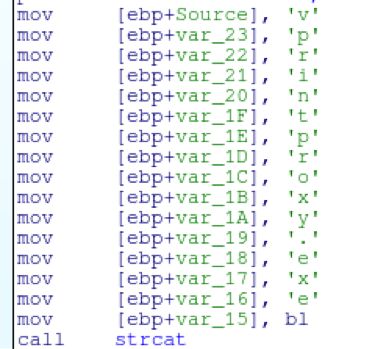 mov [ebp+Source], 'v'
mov [ebp+var_23], 'p'
mov [ebp+var_22], 'r'
mov [ebp+var_21], 'i'
mov [ebp+var_20], 'n'
mov [ebp+var_1F], 't'
mov [ebp+var_1E], 'p'
mov [ebp+var_1D], 'r'
mov [ebp+var_1C], 'o'
mov [ebp+var_1B], 'x'
mov [ebp+var_1A], 'y'
mov [ebp+var_19], '.'
mov [ebp+var_18], 'e'
mov [ebp+var_17], 'x'
mov [ebp+var_16], 'e'
mov [ebp+var_15], bl
call strcat